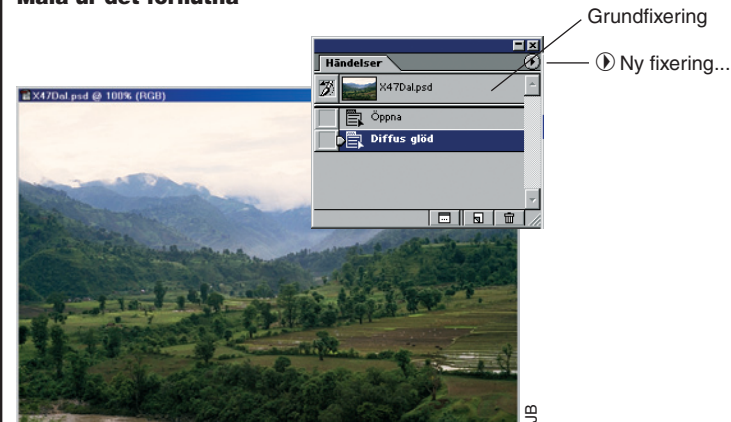 Måla ur det förflutna
Grundfixering
Ny fixering...
Händelser
X47Dal.psd
X47Dal.psd @ 100% (RGB)
Öppna
Diffus glöd
JB